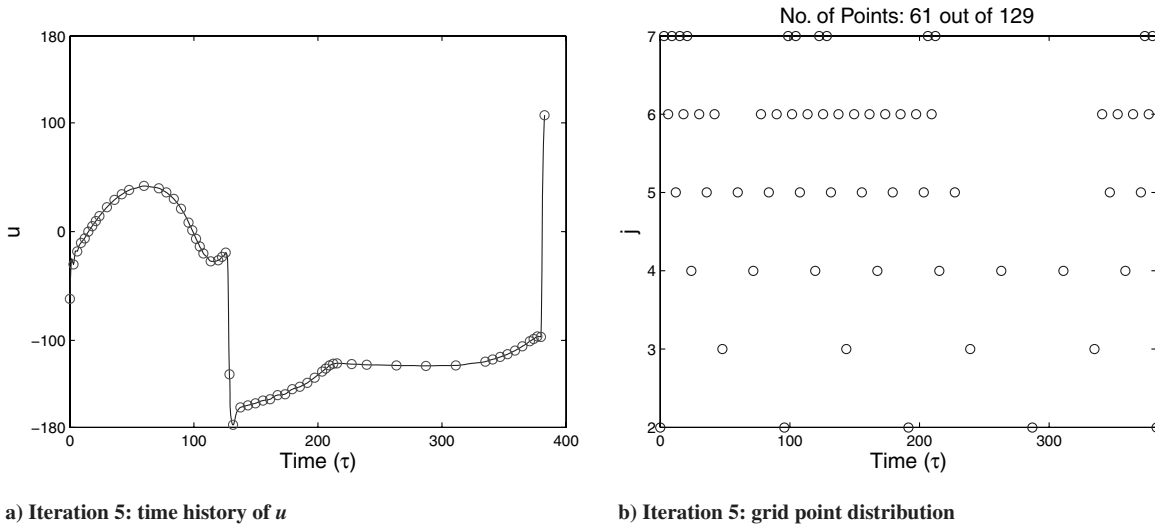 No. of Points: 61 out of 129
180
100
0
−100
−180
u
0
100
200
300
400
Time (τ)
7
6
5
4
3
2
j
0
100
200
300
Time (τ)
a) Iteration 5: time history of u
b) Iteration 5: grid point distribution